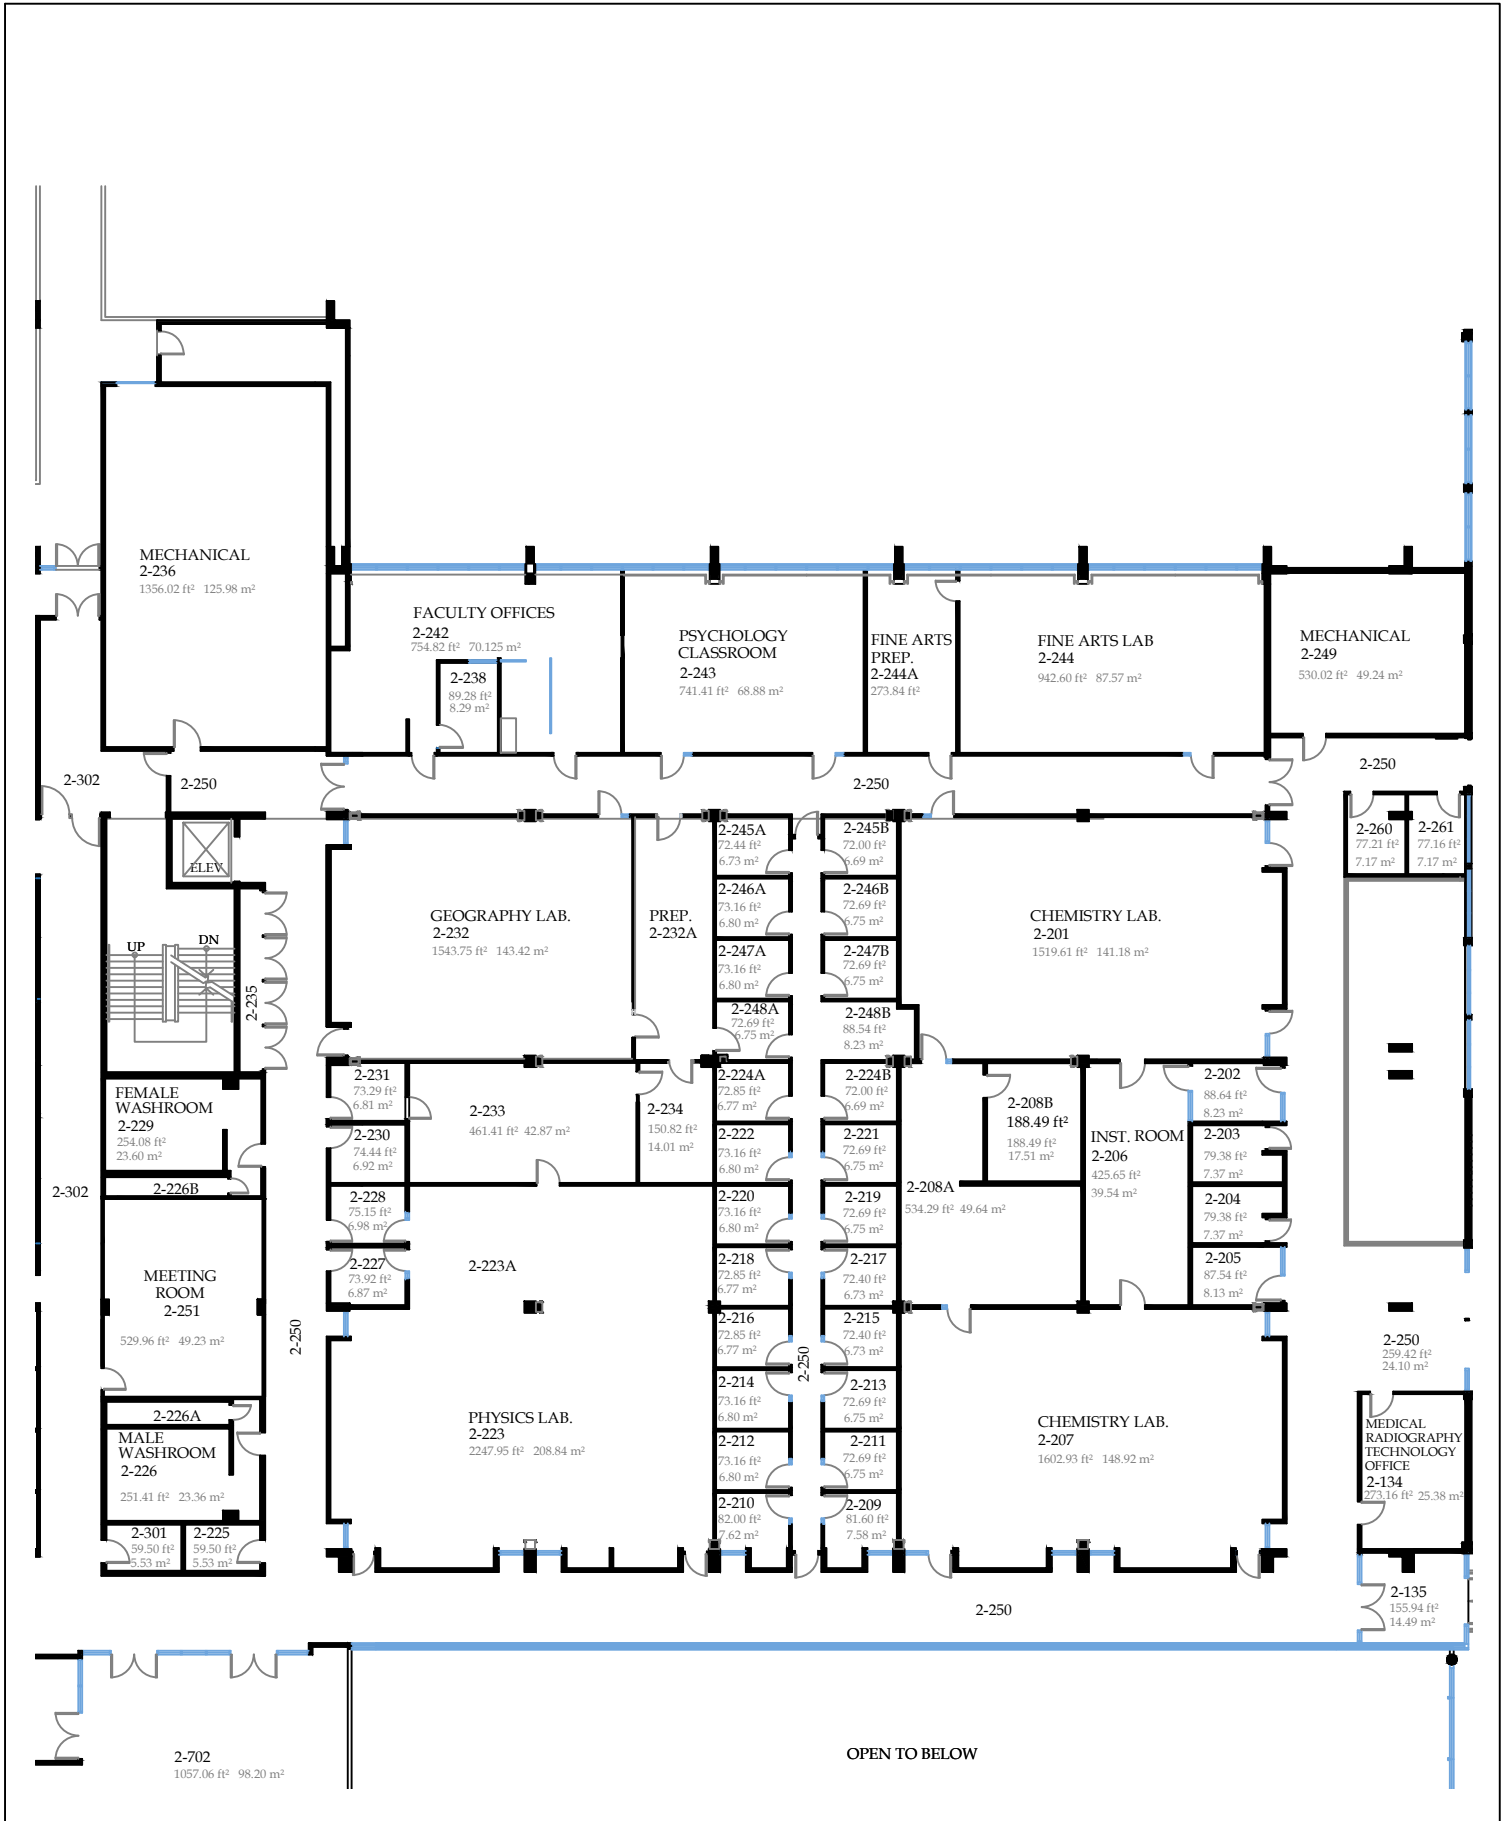 MECHANICAL
2-236
1356.02 ft² 125.98 m²
FACULTY OFFICES
2-242
754.82 ft² 70.125 m²
2-238
89.28 ft²
8.29 m²
PSYCHOLOGY
CLASSROOM
2-243
741.41 ft² 68.88 m²
FINE ARTS
PREP.
2-244A
273.84 ft²
FINE ARTS LAB
2-244
942.60 ft² 87.57 m²
MECHANICAL
2-249
530.02 ft² 49.24 m²
2-302
2-250
2-250
2-250
ELEV
UP
DN
2-235
GEOGRAPHY LAB.
2-232
1543.75 ft² 143.42 m²
PREP.
2-232A
2-245A
72.44 ft²
6.73 m²
2-246A
73.16 ft²
6.80 m²
2-247A
73.16 ft²
6.80 m²
2-248A
72.69 ft²
6.75 m²
2-245B
72.00 ft²
6.69 m²
2-246B
72.69 ft²
6.75 m²
2-247B
72.69 ft²
6.75 m²
2-248B
88.54 ft²
8.23 m²
CHEMISTRY LAB.
2-201
1519.61 ft² 141.18 m²
2-260
77.21 ft²
7.17 m²
2-261
77.16 ft²
7.17 m²
FEMALE
WASHROOM
2-229
254.08 ft²
23.60 m²
2-226B
2-302
MEETING
ROOM
2-251
529.96 ft² 49.23 m²
2-226A
MALE
WASHROOM
2-226
251.41 ft² 23.36 m²
2-301
59.50 ft²
5.53 m²
2-225
59.50 ft²
5.53 m²
2-250
2-231
73.29 ft²
6.81 m²
2-230
74.44 ft²
6.92 m²
2-228
75.15 ft²
6.98 m²
2-227
73.92 ft²
6.87 m²
2-233
461.41 ft² 42.87 m²
2-234
150.82 ft²
14.01 m²
2-223A
PHYSICS LAB.
2-223
2247.95 ft² 208.84 m²
2-224A
72.85 ft²
6.77 m²
2-222
73.16 ft²
6.80 m²
2-220
73.16 ft²
6.80 m²
2-218
72.85 ft²
6.77 m²
2-216
72.85 ft²
6.77 m²
2-214
73.16 ft²
6.80 m²
2-212
73.16 ft²
6.80 m²
2-210
82.00 ft²
7.62 m²
2-250
2-224B
72.00 ft²
6.69 m²
2-221
72.69 ft²
6.75 m²
2-219
72.69 ft²
6.75 m²
2-217
72.40 ft²
6.73 m²
2-215
72.40 ft²
6.73 m²
2-213
72.69 ft²
6.75 m²
2-211
72.69 ft²
6.75 m²
2-209
81.60 ft²
7.58 m²
2-208B
188.49 ft²
188.49 ft²
17.51 m²
2-208A
534.29 ft² 49.64 m²
INST. ROOM
2-206
425.65 ft²
39.54 m²
2-202
88.64 ft²
8.23 m²
2-203
79.38 ft²
7.37 m²
2-204
79.38 ft²
7.37 m²
2-205
87.54 ft²
8.13 m²
CHEMISTRY LAB.
2-207
1602.93 ft² 148.92 m²
2-250
259.42 ft²
24.10 m²
MEDICAL
RADIOGRAPHY
TECHNOLOGY
OFFICE
2-134
273.16 ft² 25.38 m²
2-135
155.94 ft²
14.49 m²
2-250
2-702
1057.06 ft² 98.20 m²
OPEN TO BELOW